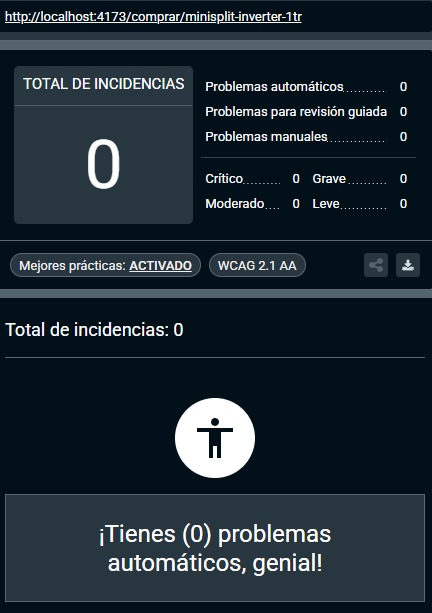 http://localhost:4173/comprar/minisplit-inverter-1tr
TOTAL DE INCIDENCIAS
0
Problemas automáticos 0
Problemas para revisión guiada 0
Problemas manuales 0
Crítico 0 Grave 0
Moderado 0 Leve 0
Mejores prácticas: ACTIVADO WCAG 2.1 AA
Total de incidencias: 0
¡Tienes (0) problemas
automáticos, genial!